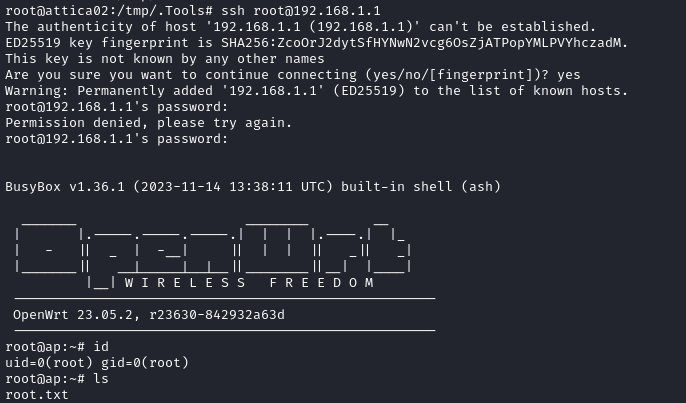 root@attica02:/tmp/.Tools# ssh root@192.168.1.1
The authenticity of host '192.168.1.1 (192.168.1.1)' can't be established.
ED25519 key fingerprint is SHA256:ZcoOrJ2dytSfHYNwN2vcg6OsZjATPopYMLPVYhczadM.
This key is not known by any other names
Are you sure you want to continue connecting (yes/no/[fingerprint])? yes
Warning: Permanently added '192.168.1.1' (ED25519) to the list of known hosts.
root@192.168.1.1's password:
Permission denied, please try again.
root@192.168.1.1's password:
BusyBox v1.36.1 (2023-11-14 13:38:11 UTC) built-in shell (ash)
OpenWrt
W I R E L E S S   F R E E D O M
OpenWrt 23.05.2, r23630-842932a63d
root@ap:~# id
uid=0(root) gid=0(root)
root@ap:~# ls
root.txt